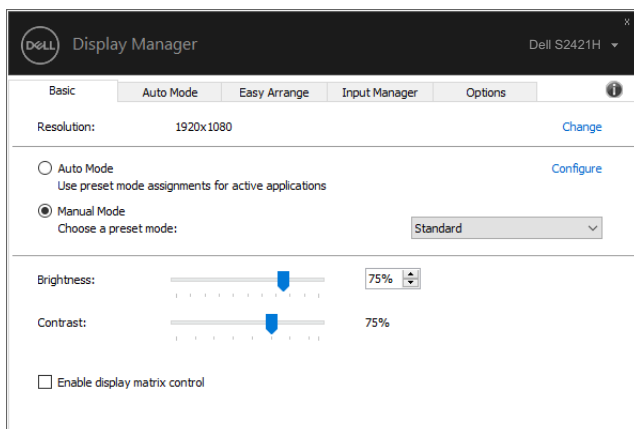 x
DELL Display Manager Dell S2421H
Basic Auto Mode Easy Arrange Input Manager Options i
Resolution: 1920x1080 Change
Auto Mode Configure
Use preset mode assignments for active applications
Manual Mode
Choose a preset mode: Standard
Brightness: 75%
Contrast: 75%
Enable display matrix control